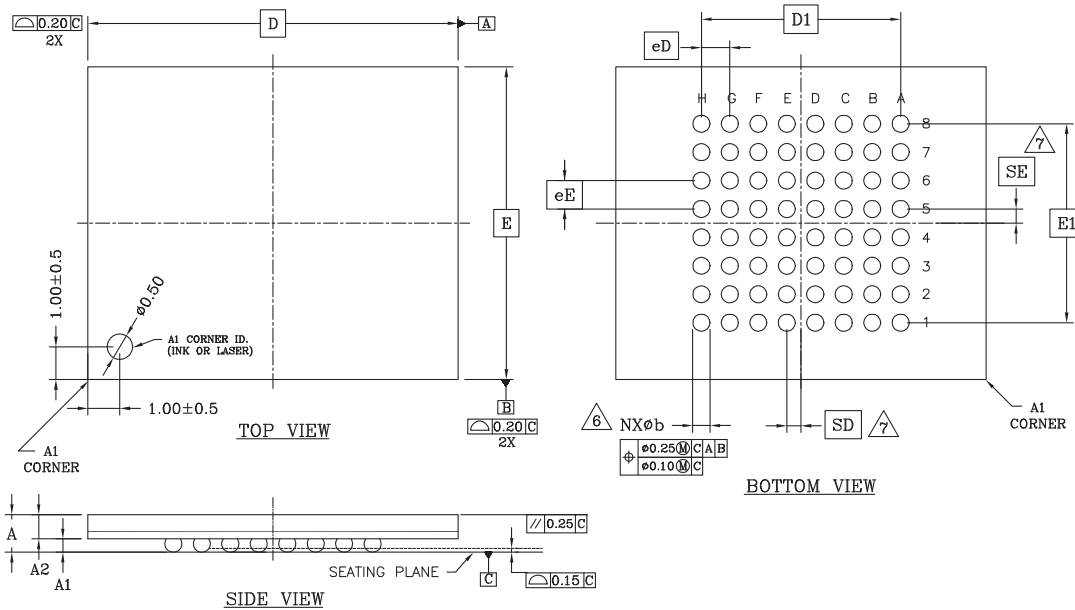 ⌓ 0.20 C
2X
D
A
E
1.00±0.5
ø0.50
A1 CORNER ID.
(INK OR LASER)
1.00±0.5
A1
CORNER
B
⌓ 0.20 C
2X
TOP VIEW
D1
eD
H G F E D C B A
8
7
6
5
4
3
2
1
eE
7
SE
E1
6 NXøb
⌖ ø0.25Ⓜ C A B
ø0.10Ⓜ C
SD 7
A1
CORNER
BOTTOM VIEW
A
A2
A1
// 0.25 C
SEATING PLANE
C
⌓ 0.15 C
SIDE VIEW